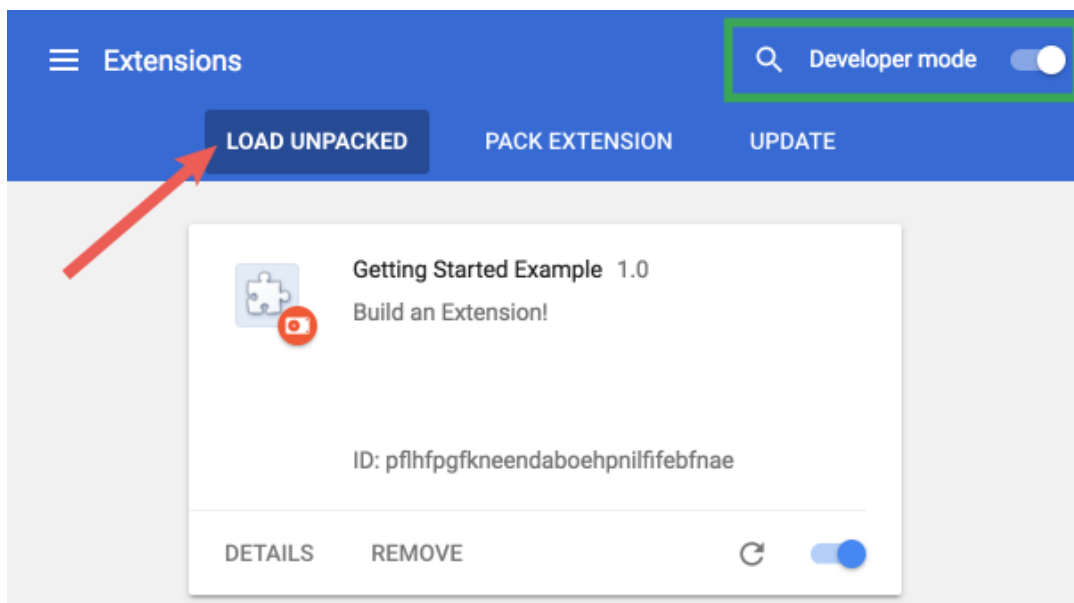 Extensions
Developer mode
LOAD UNPACKED PACK EXTENSION UPDATE
Getting Started Example 1.0
Build an Extension!
ID: pflhfpgfkneendaboehpnilfifebfnae
DETAILS REMOVE